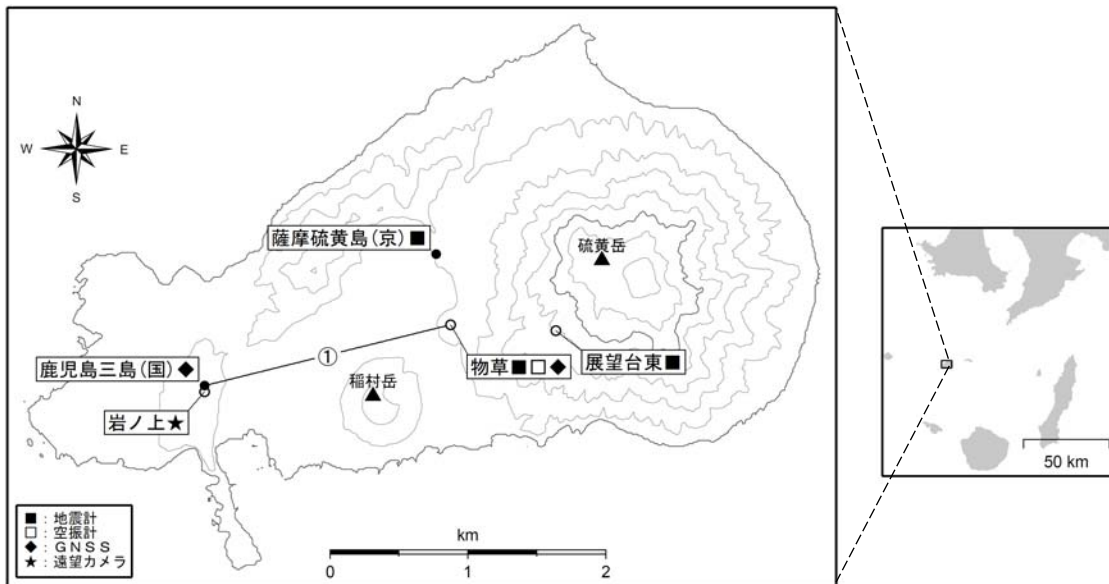 N
W
E
S
薩摩硫黄島(京)■
硫黄岳
①
鹿児島三島(国)◆
物草■□◆
展望台東■
稲村岳
岩ノ上★
■:地震計
□:空振計
◆:GNSS
★:遠望カメラ
km
0 1 2
50 km